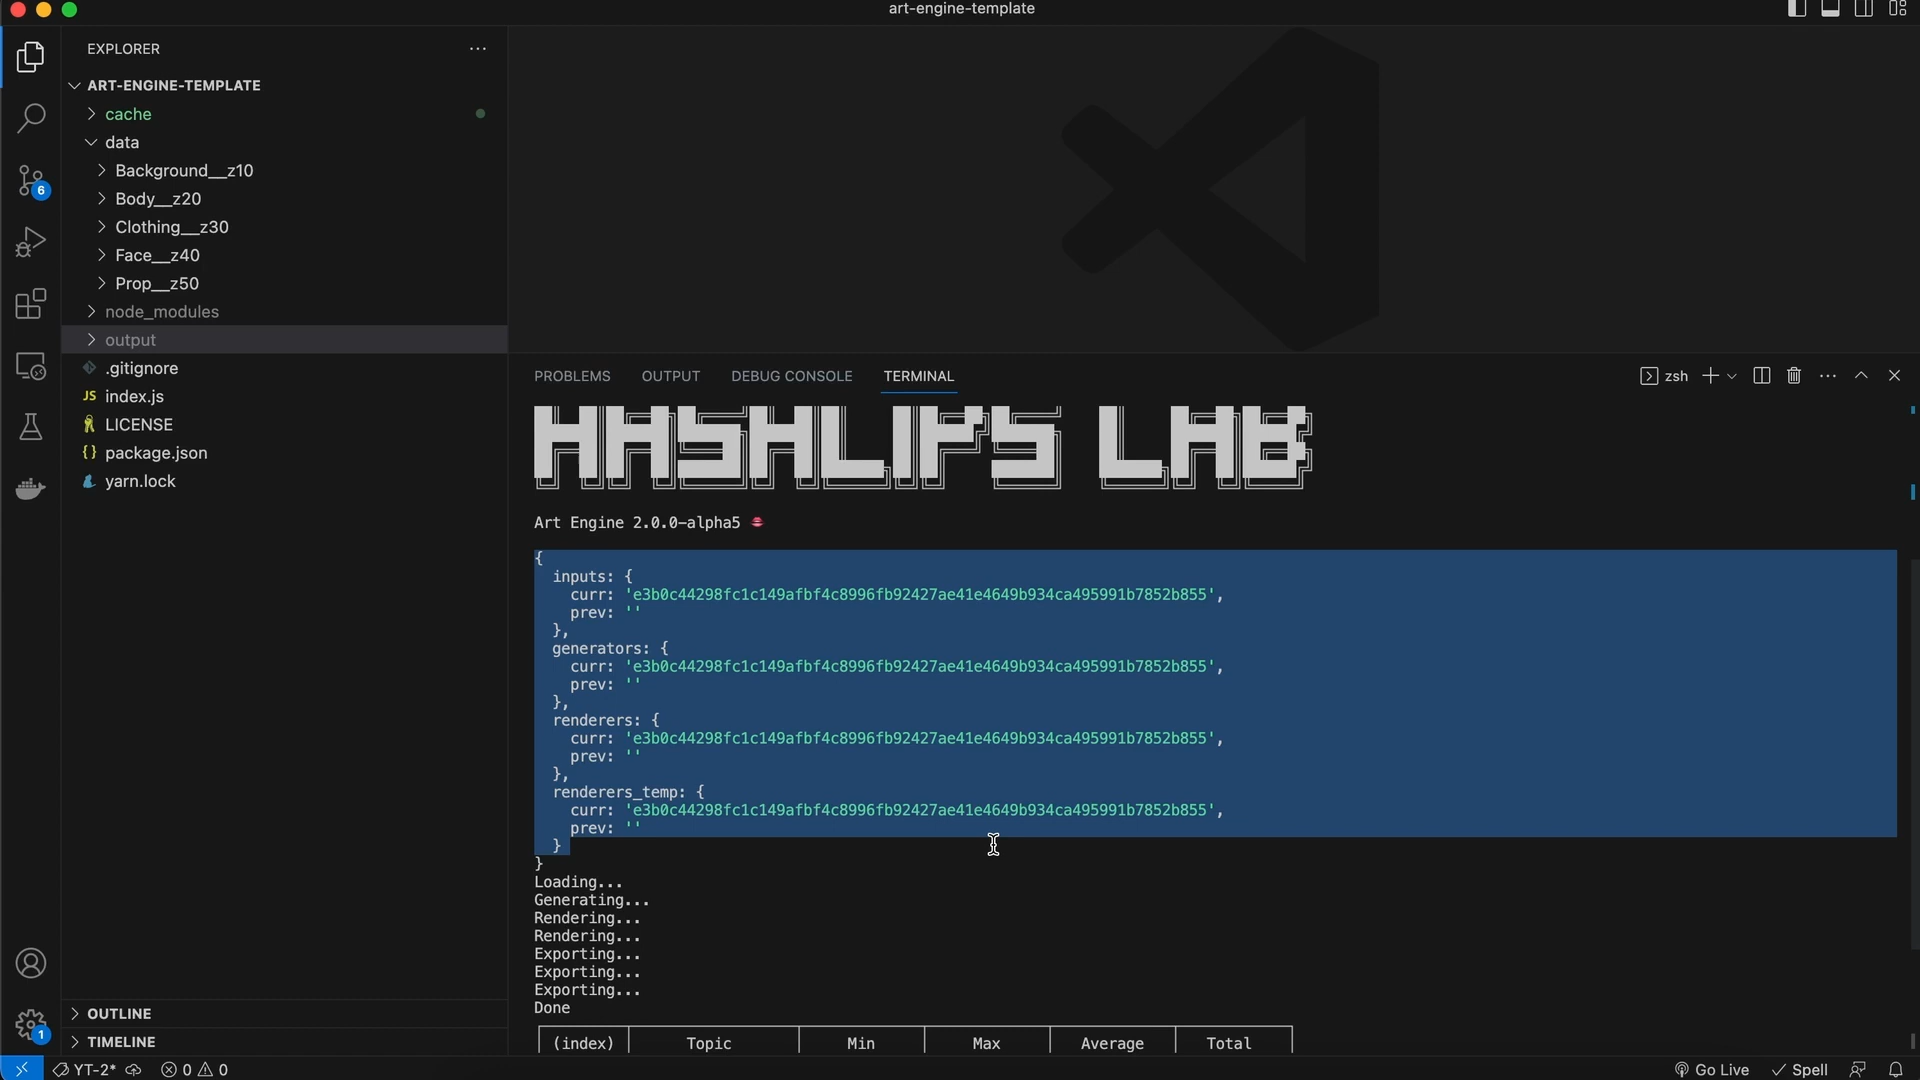 art-engine-template
EXPLORER
ART-ENGINE-TEMPLATE
cache
data
Background__z10
Body__z20
Clothing__z30
Face__z40
Prop__z50
node_modules
output
.gitignore
JS index.js
LICENSE
{} package.json
yarn.lock
OUTLINE
TIMELINE
6
1
PROBLEMS OUTPUT DEBUG CONSOLE TERMINAL
zsh
HASHLIPS LAB
Art Engine 2.0.0-alpha5
{
inputs: {
curr: 'e3b0c44298fc1c149afbf4c8996fb92427ae41e4649b934ca495991b7852b855',
prev: ''
},
generators: {
curr: 'e3b0c44298fc1c149afbf4c8996fb92427ae41e4649b934ca495991b7852b855',
prev: ''
},
renderers: {
curr: 'e3b0c44298fc1c149afbf4c8996fb92427ae41e4649b934ca495991b7852b855',
prev: ''
},
renderers_temp: {
curr: 'e3b0c44298fc1c149afbf4c8996fb92427ae41e4649b934ca495991b7852b855',
prev: ''
}
}
Loading...
Generating...
Rendering...
Rendering...
Exporting...
Exporting...
Exporting...
Done
(index) Topic Min Max Average Total
YT-2* 0 0 Go Live Spell